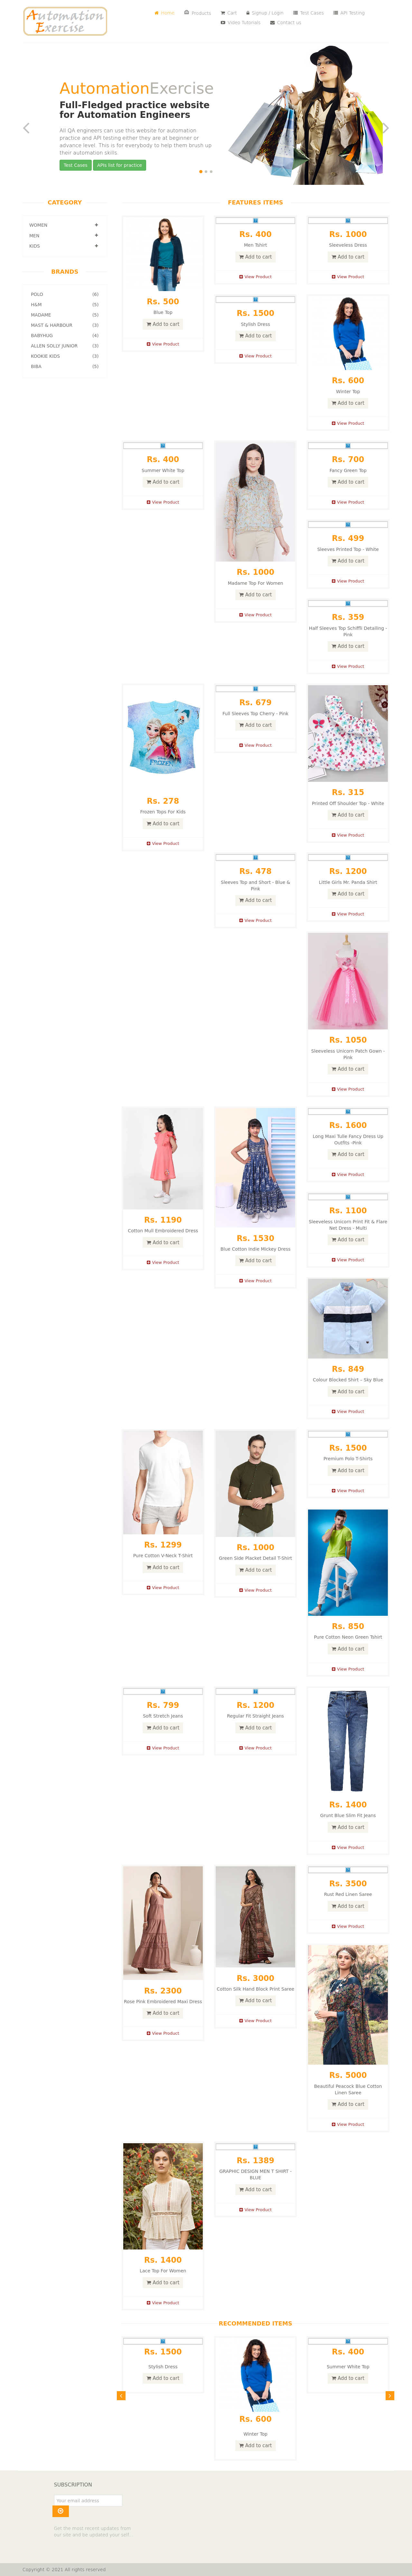 Automation
Exercise
Home
Products
Cart
Signup / Login
Test Cases
API Testing
Video Tutorials
Contact us
AutomationExercise
Full-Fledged practice website
for Automation Engineers
All QA engineers can use this website for automation
practice and API testing either they are at beginner or
advance level. This is for everybody to help them brush up
their automation skills.
Test Cases
APIs list for practice
CATEGORY
WOMEN
MEN
KIDS
BRANDS
POLO (6)
H&M (5)
MADAME (5)
MAST & HARBOUR (3)
BABYHUG (4)
ALLEN SOLLY JUNIOR (3)
KOOKIE KIDS (3)
BIBA (5)
FEATURES ITEMS
Rs. 500
Blue Top
Add to cart
View Product
Rs. 400
Men Tshirt
Add to cart
View Product
Rs. 1000
Sleeveless Dress
Add to cart
View Product
Rs. 1500
Stylish Dress
Add to cart
View Product
Rs. 600
Winter Top
Add to cart
View Product
Rs. 400
Summer White Top
Add to cart
View Product
Rs. 1000
Madame Top For Women
Add to cart
View Product
Rs. 700
Fancy Green Top
Add to cart
View Product
Rs. 499
Sleeves Printed Top - White
Add to cart
View Product
Rs. 359
Half Sleeves Top Schiffli Detailing -
Pink
Add to cart
View Product
Rs. 278
Frozen Tops For Kids
Add to cart
View Product
Rs. 679
Full Sleeves Top Cherry - Pink
Add to cart
View Product
Rs. 315
Printed Off Shoulder Top - White
Add to cart
View Product
Rs. 478
Sleeves Top and Short - Blue &
Pink
Add to cart
View Product
Rs. 1200
Little Girls Mr. Panda Shirt
Add to cart
View Product
Rs. 1050
Sleeveless Unicorn Patch Gown -
Pink
Add to cart
View Product
Rs. 1190
Cotton Mull Embroidered Dress
Add to cart
View Product
Rs. 1530
Blue Cotton Indie Mickey Dress
Add to cart
View Product
Rs. 1600
Long Maxi Tulle Fancy Dress Up
Outfits -Pink
Add to cart
View Product
Rs. 1100
Sleeveless Unicorn Print Fit & Flare
Net Dress - Multi
Add to cart
View Product
Rs. 849
Colour Blocked Shirt – Sky Blue
Add to cart
View Product
Rs. 1299
Pure Cotton V-Neck T-Shirt
Add to cart
View Product
Rs. 1000
Green Side Placket Detail T-Shirt
Add to cart
View Product
Rs. 1500
Premium Polo T-Shirts
Add to cart
View Product
Rs. 850
Pure Cotton Neon Green Tshirt
Add to cart
View Product
Rs. 799
Soft Stretch Jeans
Add to cart
View Product
Rs. 1200
Regular Fit Straight Jeans
Add to cart
View Product
Rs. 1400
Grunt Blue Slim Fit Jeans
Add to cart
View Product
Rs. 2300
Rose Pink Embroidered Maxi Dress
Add to cart
View Product
Rs. 3000
Cotton Silk Hand Block Print Saree
Add to cart
View Product
Rs. 3500
Rust Red Linen Saree
Add to cart
View Product
Rs. 5000
Beautiful Peacock Blue Cotton
Linen Saree
Add to cart
View Product
Rs. 1400
Lace Top For Women
Add to cart
View Product
Rs. 1389
GRAPHIC DESIGN MEN T SHIRT -
BLUE
Add to cart
View Product
RECOMMENDED ITEMS
Rs. 1500
Stylish Dress
Add to cart
Rs. 600
Winter Top
Add to cart
Rs. 400
Summer White Top
Add to cart
SUBSCRIPTION
Your email address
Get the most recent updates from
our site and be updated your self...
Copyright © 2021 All rights reserved